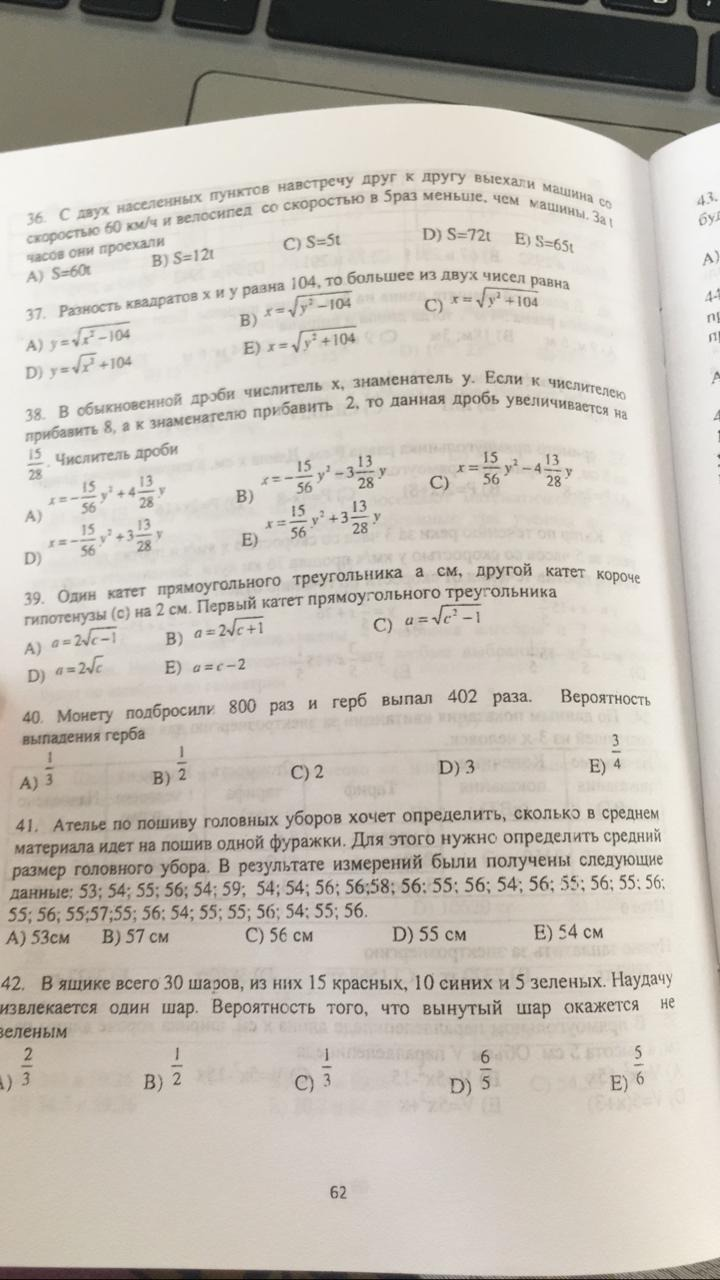 36. С двух населенных пунктов навстречу друг к другу выехали машина со
скоростью 60 км/ч и велосипед со скоростью в 5раз меньше, чем машины. За t
часов они проехали
A) S=60t B) S=12t C) S=5t D) S=72t E) S=65t
37. Разность квадратов х и у равна 104, то большее из двух чисел равна
A) y=√(x²−104) B) x=√(y²−104) C) x=√(y²+104)
D) y=√(x²)+104 E) x=√(y²+104)
38. В обыкновенной дроби числитель х, знаменатель у. Если к числителею
прибавить 8, а к знаменателю прибавить 2, то данная дробь увеличивается на
15/28. Числитель дроби
A) x=−15/56 y²+4 13/28 y B) x=−15/56 y²−3 13/28 y C) x=15/56 y²−4 13/28 y
D) x=−15/56 y²+3 13/28 y E) x=15/56 y²+3 13/28 y
39. Один катет прямоугольного треугольника а см, другой катет короче
гипотенузы (с) на 2 см. Первый катет прямоугольного треугольника
A) a=2√(c−1) B) a=2√(c+1) C) a=√(c²−1)
D) a=2√c E) a=c−2
40. Монету подбросили 800 раз и герб выпал 402 раза. Вероятность
выпадения герба
A) 1/3 B) 1/2 C) 2 D) 3 E) 3/4
41. Ателье по пошиву головных уборов хочет определить, сколько в среднем
материала идет на пошив одной фуражки. Для этого нужно определить средний
размер головного убора. В результате измерений были получены следующие
данные: 53; 54; 55; 56; 54; 59; 54; 54; 56; 56;58; 56; 55; 56; 54; 56; 55; 56; 55; 56;
55; 56; 55;57;55; 56; 54; 55; 55; 56; 54; 55; 56.
A) 53см B) 57 см C) 56 см D) 55 см E) 54 см
42. В ящике всего 30 шаров, из них 15 красных, 10 синих и 5 зеленых. Наудачу
извлекается один шар. Вероятность того, что вынутый шар окажется не
зеленым
) 2/3 B) 1/2 C) 1/3 D) 6/5 E) 5/6
62
43.
A)